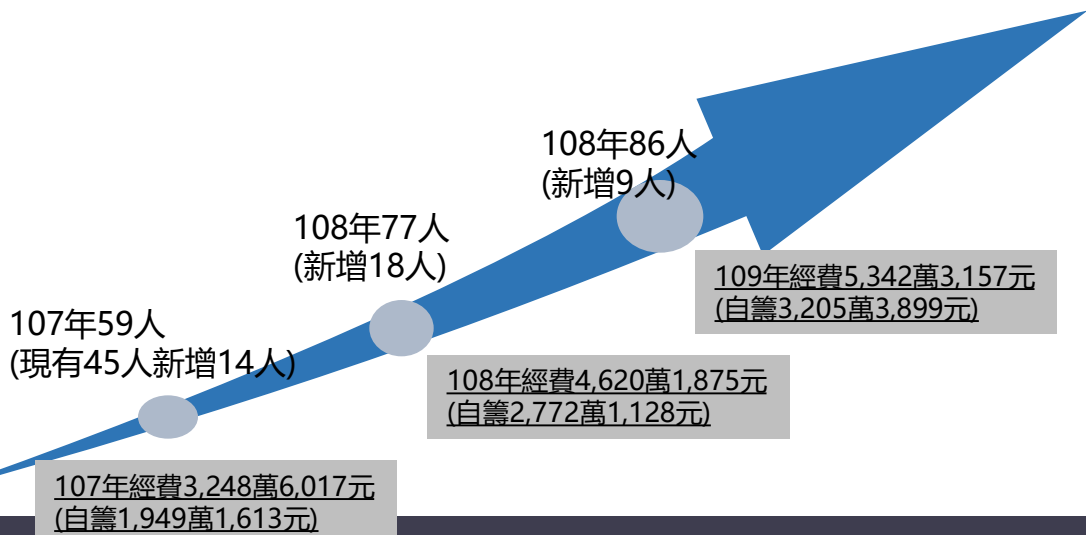 108年86人
(新增9人)
108年77人
(新增18人)
109年經費5,342萬3,157元
(自籌3,205萬3,899元)
107年59人
(現有45人新增14人)
108年經費4,620萬1,875元
(自籌2,772萬1,128元)
107年經費3,248萬6,017元
(自籌1,949萬1,613元)